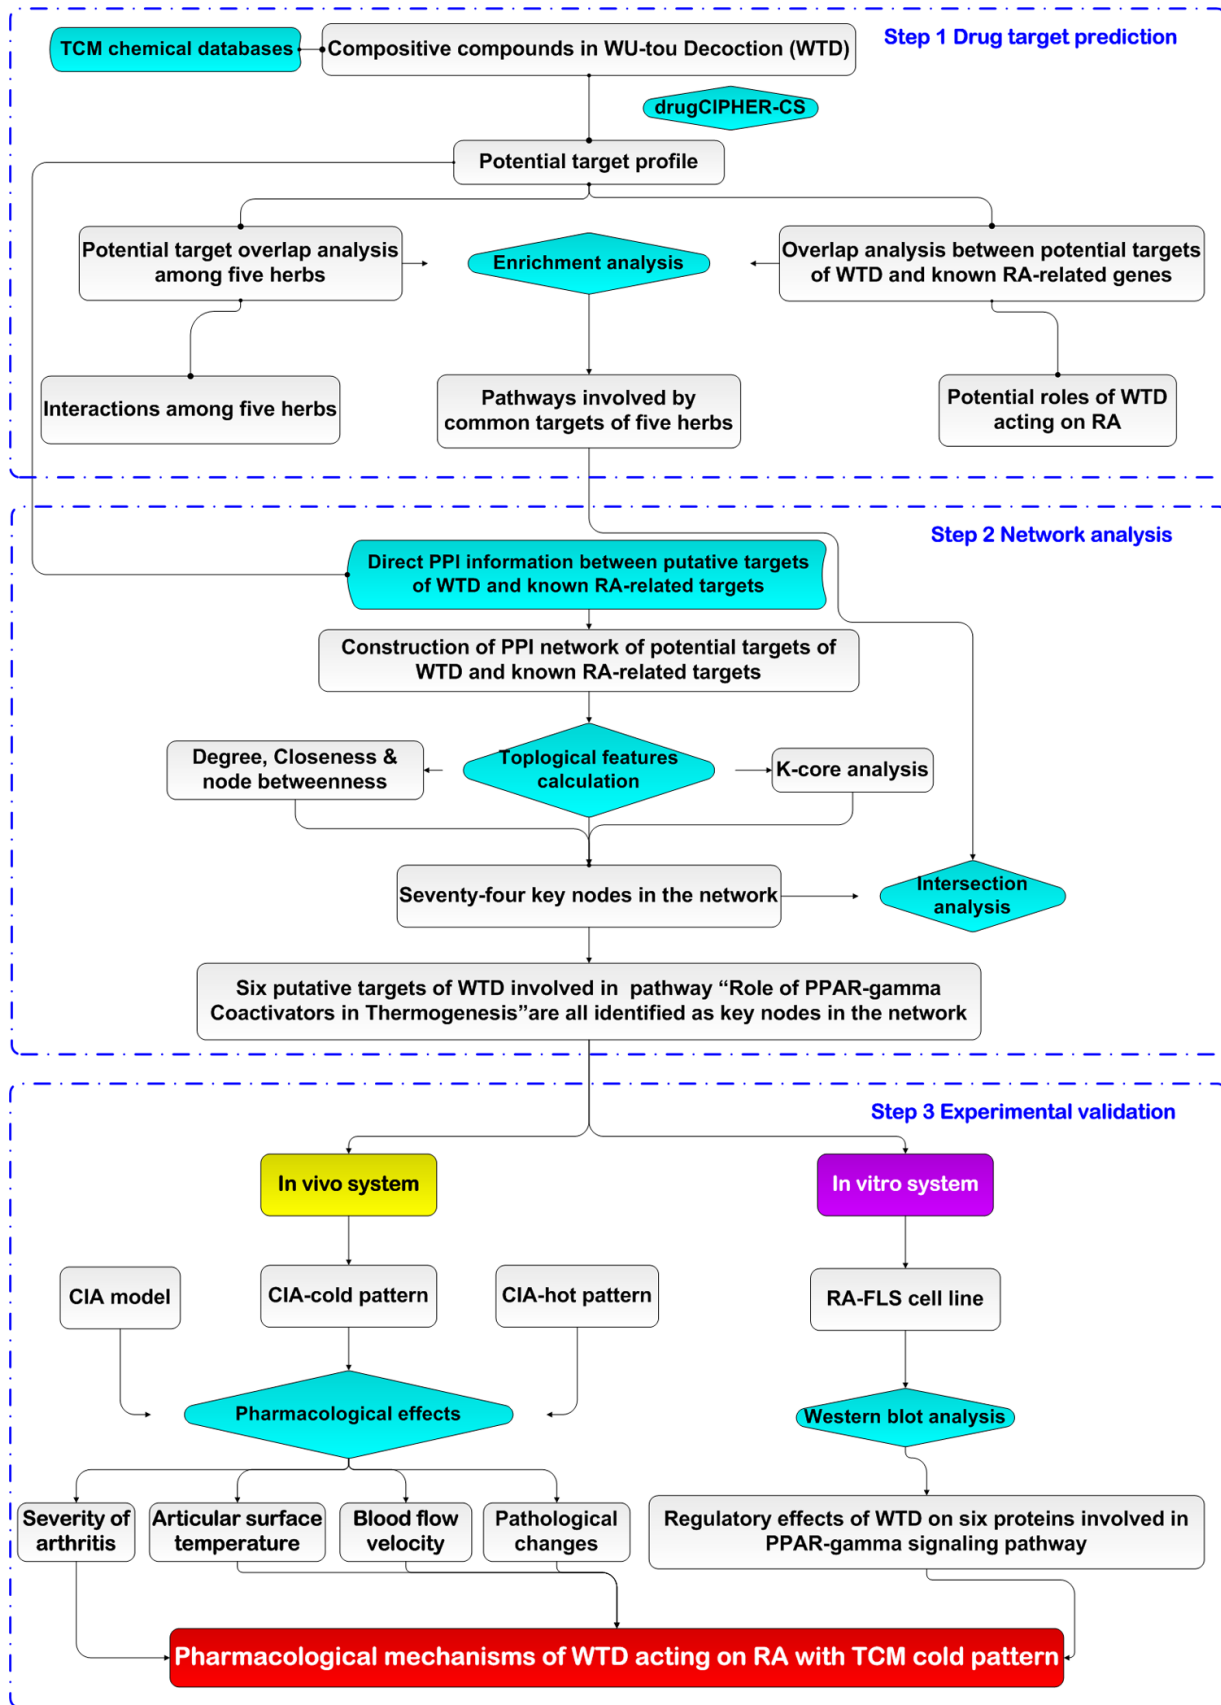 Step 1 Drug target prediction
TCM chemical databases
Compositive compounds in WU-tou Decoction (WTD)
drugCIPHER-CS
Potential target profile
Potential target overlap analysis
among five herbs
Enrichment analysis
Overlap analysis between potential targets
of WTD and known RA-related genes
Interactions among five herbs
Pathways involved by
common targets of five herbs
Potential roles of WTD
acting on RA
Step 2 Network analysis
Direct PPI information between putative targets
of WTD and known RA-related targets
Construction of PPI network of potential targets of
WTD and known RA-related targets
Degree, Closeness &
node betweenness
Toplogical features
calculation
K-core analysis
Seventy-four key nodes in the network
Intersection
analysis
Six putative targets of WTD involved in pathway “Role of PPAR-gamma
Coactivators in Thermogenesis”are all identified as key nodes in the network
Step 3 Experimental validation
In vivo system
In vitro system
CIA model
CIA-cold pattern
CIA-hot pattern
RA-FLS cell line
Pharmacological effects
Western blot analysis
Severity of
arthritis
Articular surface
temperature
Blood flow
velocity
Pathological
changes
Regulatory effects of WTD on six proteins involved in
PPAR-gamma signaling pathway
Pharmacological mechanisms of WTD acting on RA with TCM cold pattern